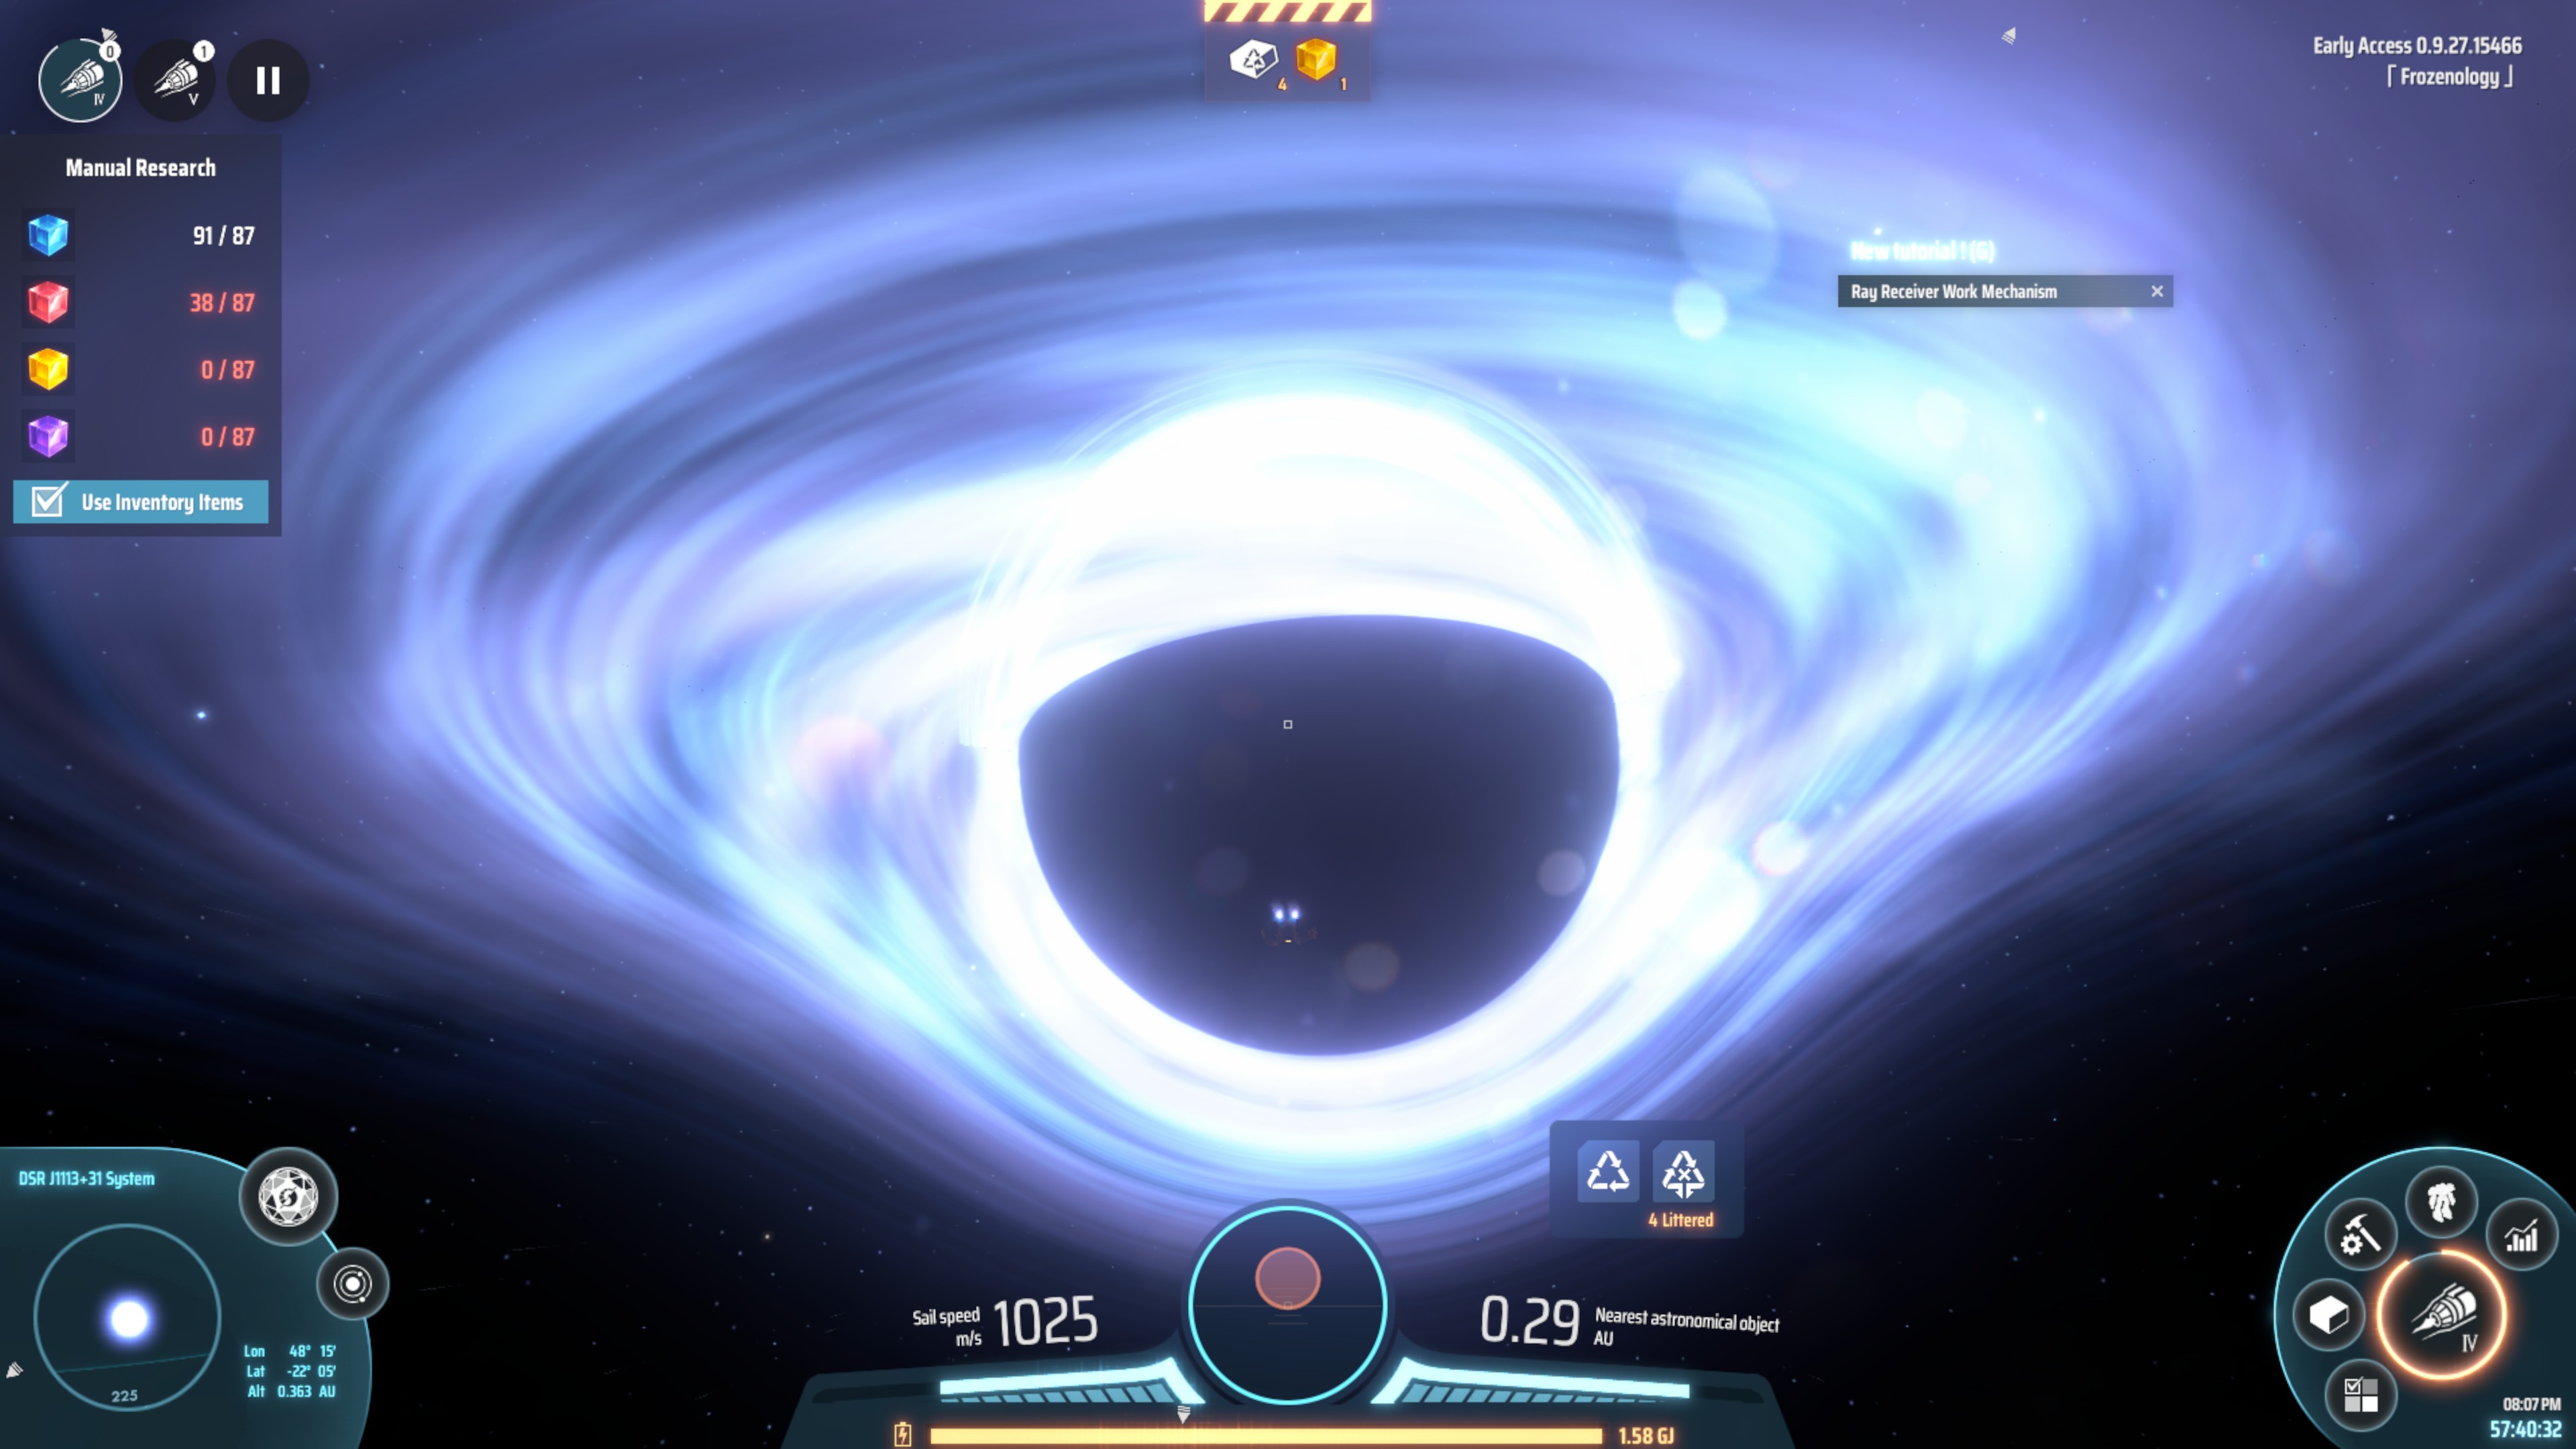 0
IV
1
V
4
1
Early Access 0.9.27.15466
「 Frozenology 」
Manual Research
91 / 87
38 / 87
0 / 87
0 / 87
Use Inventory Items
New tutorial ! (G)
Ray Receiver Work Mechanism
DSR J1113+31 System
225
Lon 48° 15'
Lat -22° 05'
Alt 0.363 AU
4 Littered
Sail speed
m/s
1025
0.29
Nearest astronomical object
AU
1.58 GJ
IV
08:07 PM
57:40:32